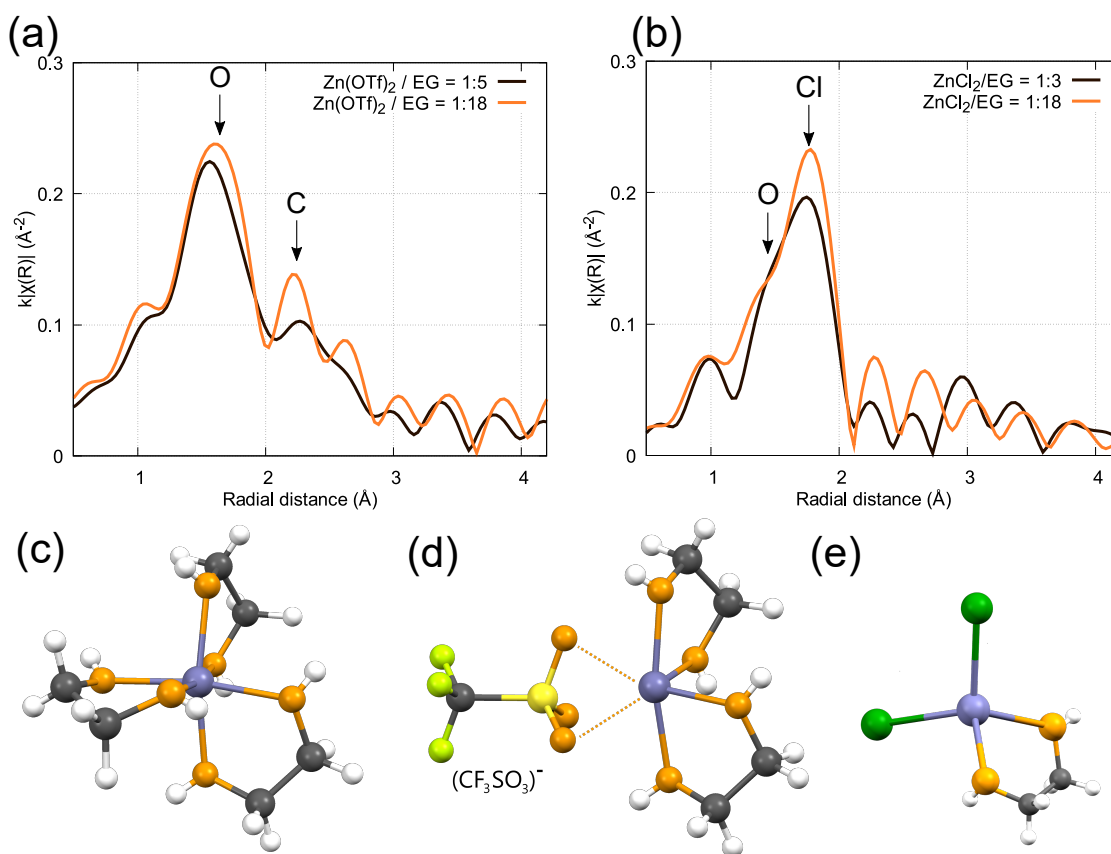 (a)
(b)
0.3
0.2
0.1
0
k|χ(R)| (Å⁻²)
O
C
Zn(OTf)₂ / EG = 1:5
Zn(OTf)₂ / EG = 1:18
1
2
3
4
Radial distance (Å)
0.3
0.2
0.1
0
k|χ(R)| (Å⁻²)
O
Cl
ZnCl₂/EG = 1:3
ZnCl₂/EG = 1:18
1
2
3
4
Radial distance (Å)
(c)
(d)
(e)
(CF₃SO₃)⁻